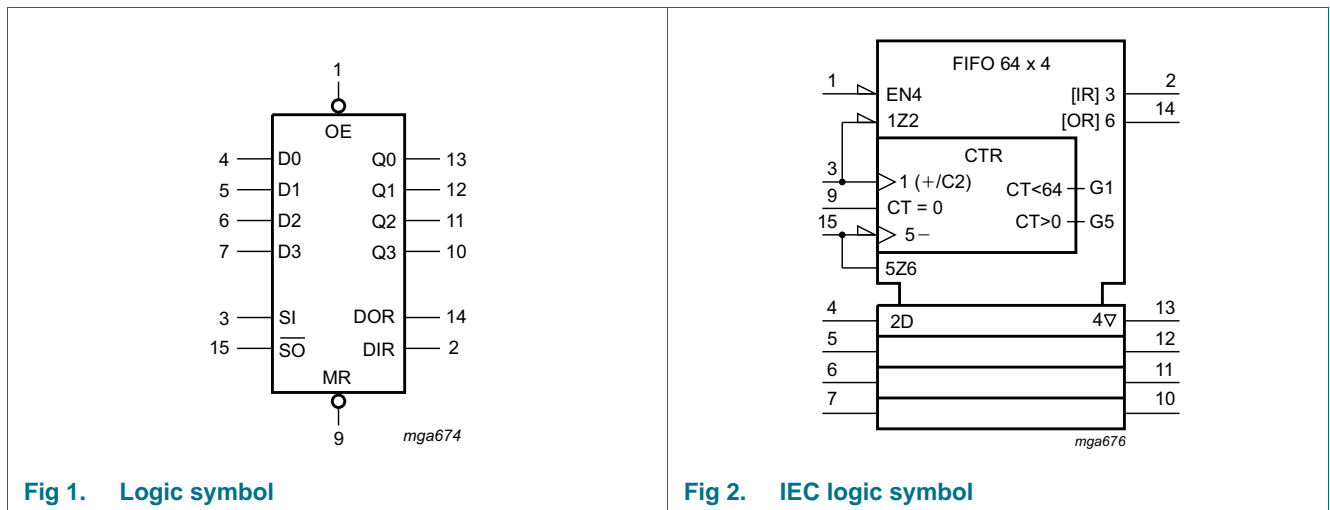 1
OE
4 D0 Q0 13
5 D1 Q1 12
6 D2 Q2 11
7 D3 Q3 10
3 SI DOR 14
15 S̅O̅ DIR 2
MR
9 mga674
Fig 1. Logic symbol
FIFO 64 x 4
1 EN4 [IR] 3 2
1Z2 [OR] 6 14
CTR
3 1 (+/C2) CT<64 G1
9 CT = 0
15 5− CT>0 G5
5Z6
4 2D 4▽ 13
5 12
6 11
7 10
mga676
Fig 2. IEC logic symbol